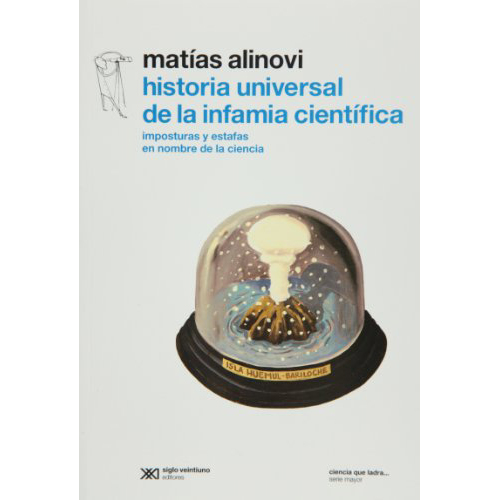 matías alinovi
historia universal
de la infamia científica
imposturas y estafas
en nombre de la ciencia
ISLA HUEMUL-BARILOCHE
siglo veintiuno
editores
ciencia que ladra...
serie mayor